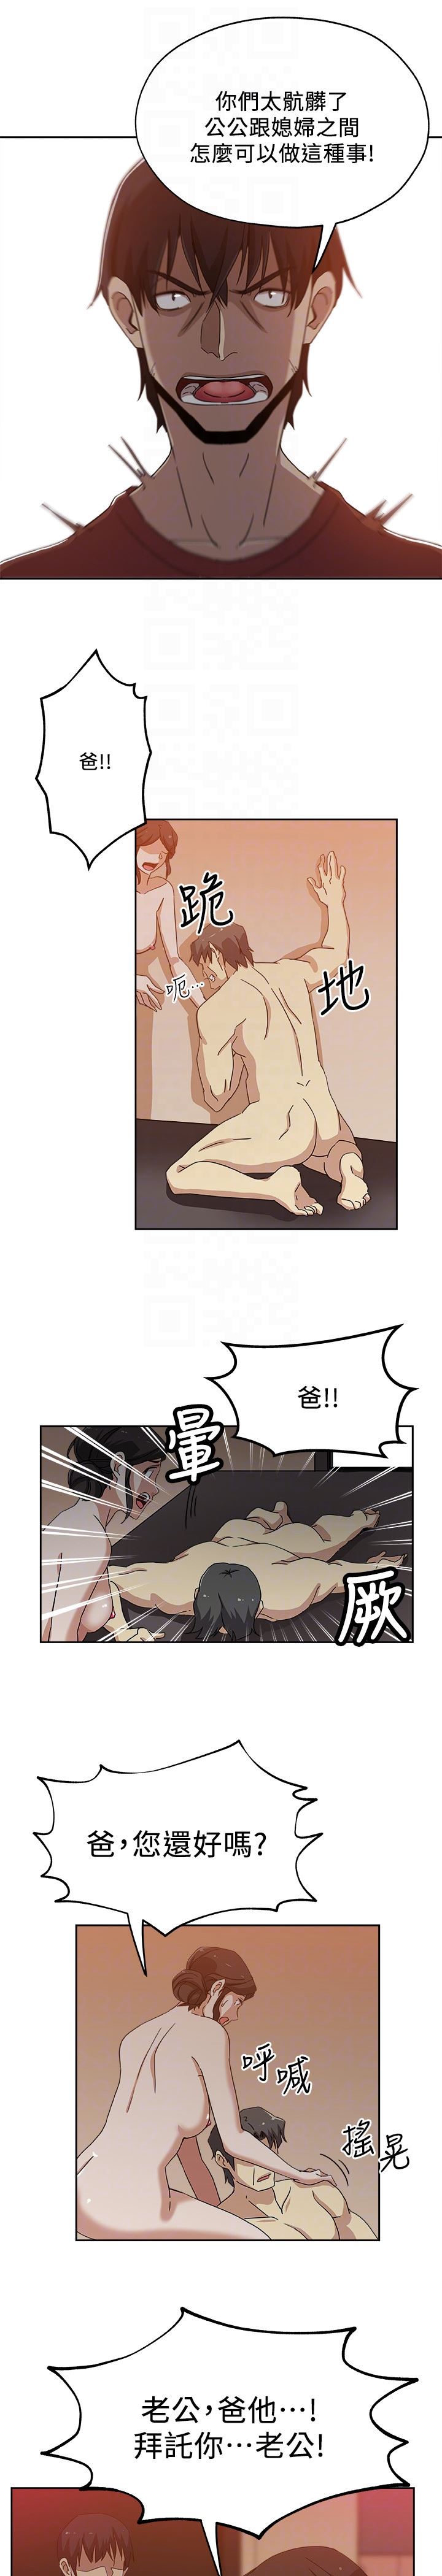 你們太骯髒了
公公跟媳婦之間
怎麼可以做這種事!
爸!!
跪
地
呃…
爸!!
暈
厥
爸,您還好嗎?
呼喊
搖晃
老公,爸他…!
拜託你…老公!